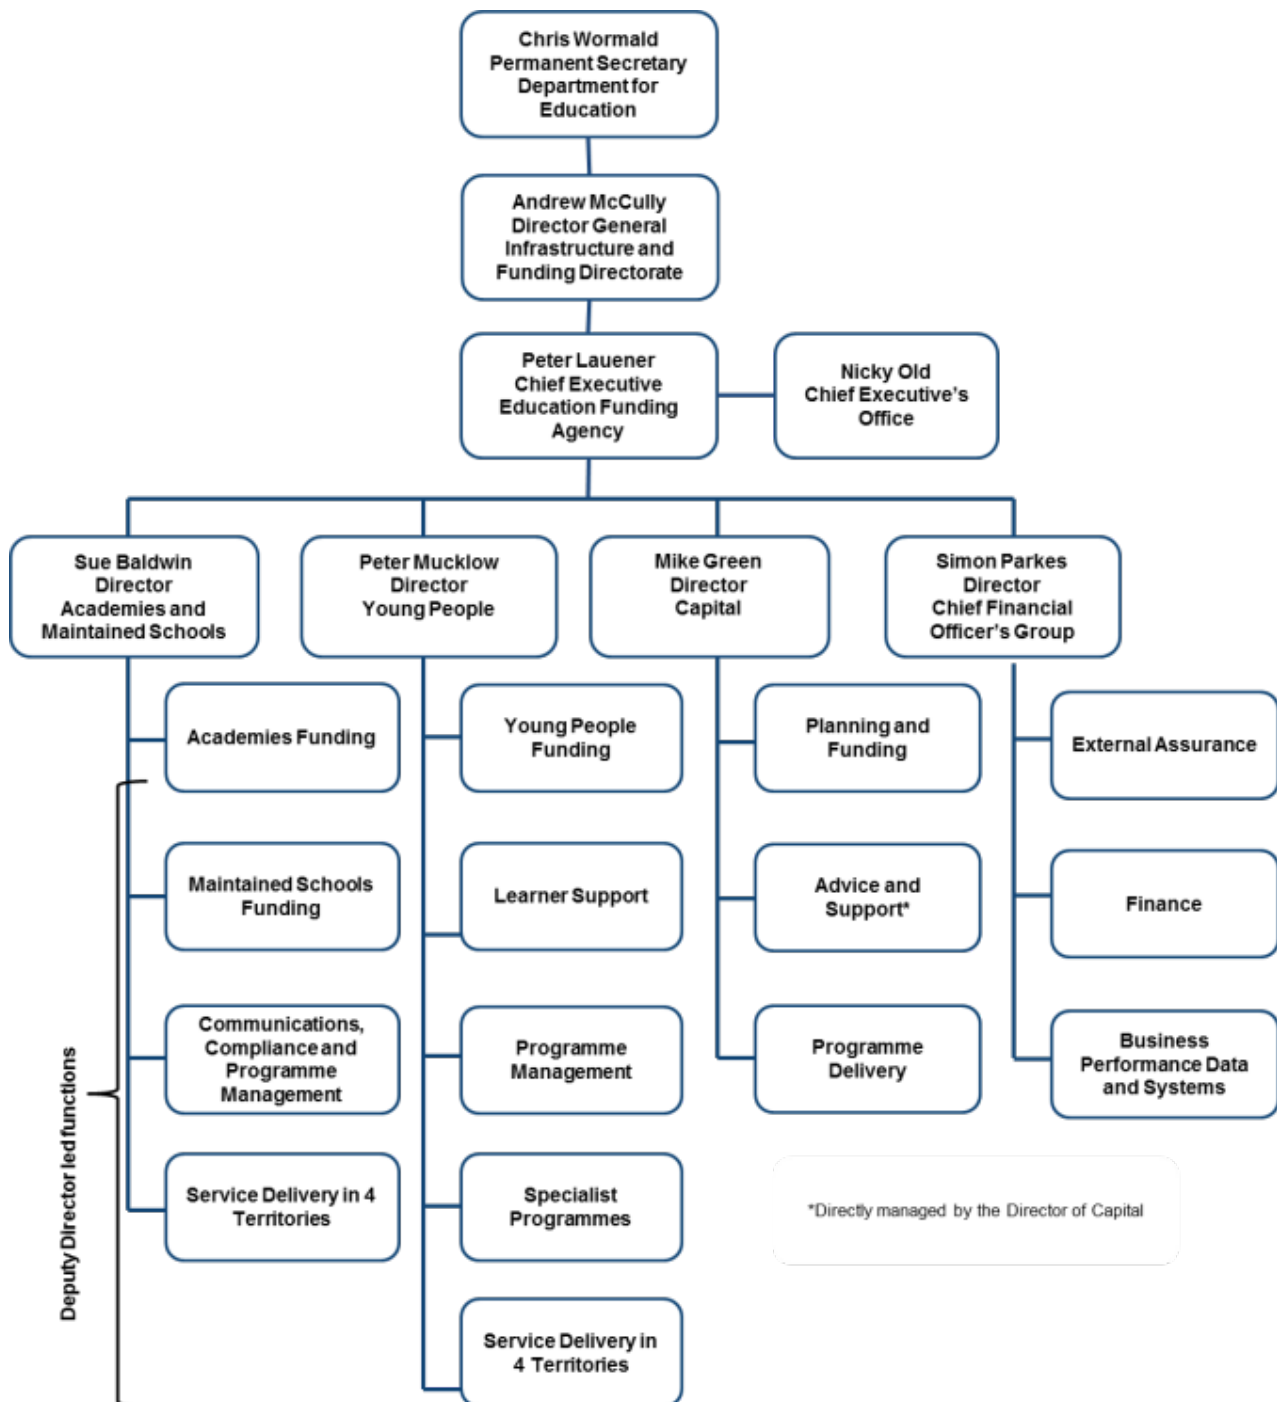 Chris Wormald
Permanent Secretary
Department for
Education
Andrew McCully
Director General
Infrastructure and
Funding Directorate
Peter Lauener
Chief Executive
Education Funding
Agency
Nicky Old
Chief Executive's
Office
Sue Baldwin
Director
Academies and
Maintained Schools
Peter Mucklow
Director
Young People
Mike Green
Director
Capital
Simon Parkes
Director
Chief Financial
Officer's Group
Academies Funding
Maintained Schools
Funding
Communications,
Compliance and
Programme
Management
Service Delivery in 4
Territories
Young People
Funding
Learner Support
Programme
Management
Specialist
Programmes
Service Delivery in
4 Territories
Planning and
Funding
Advice and
Support*
Programme
Delivery
External Assurance
Finance
Business
Performance Data
and Systems
Deputy Director led functions
*Directly managed by the Director of Capital